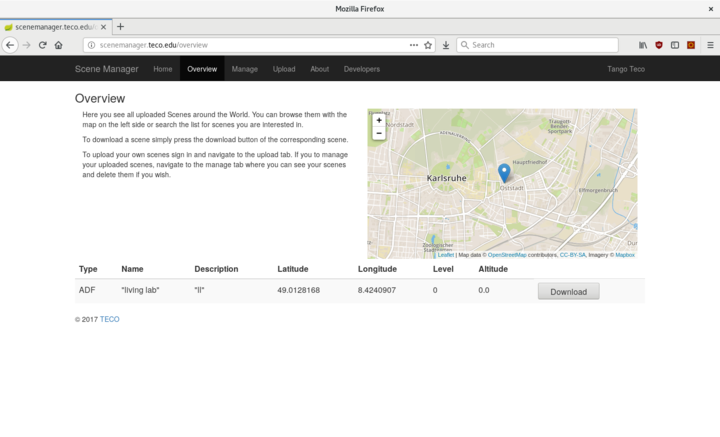 Mozilla Firefox
scenemanager.teco.edu/
scenemanager.teco.edu/overview
Search
Scene Manager Home Overview Manage Upload About Developers Tango Teco
Overview
Here you see all uploaded Scenes around the World. You can browse them with the
map on the left side or search the list for scenes you are interested in.
To download a scene simply press the download button of the corresponding scene.
To upload your own scenes sign in and navigate to the upload tab. If you to manage
your uploaded scenes, navigate to the manage tab where you can see your scenes
and delete them if you wish.
+
−
Nordstadt
Traugott-
Bender-
Sportpark
Hauptfriedhof
Karlsruhe
Oststadt
Elfmorgenbruch
Zoologischer
Stadtgarten
Leaflet | Map data © OpenStreetMap contributors, CC-BY-SA, Imagery © Mapbox
Type Name Description Latitude Longitude Level Altitude
ADF "living lab" "ll" 49.0128168 8.4240907 0 0.0 Download
© 2017 TECO